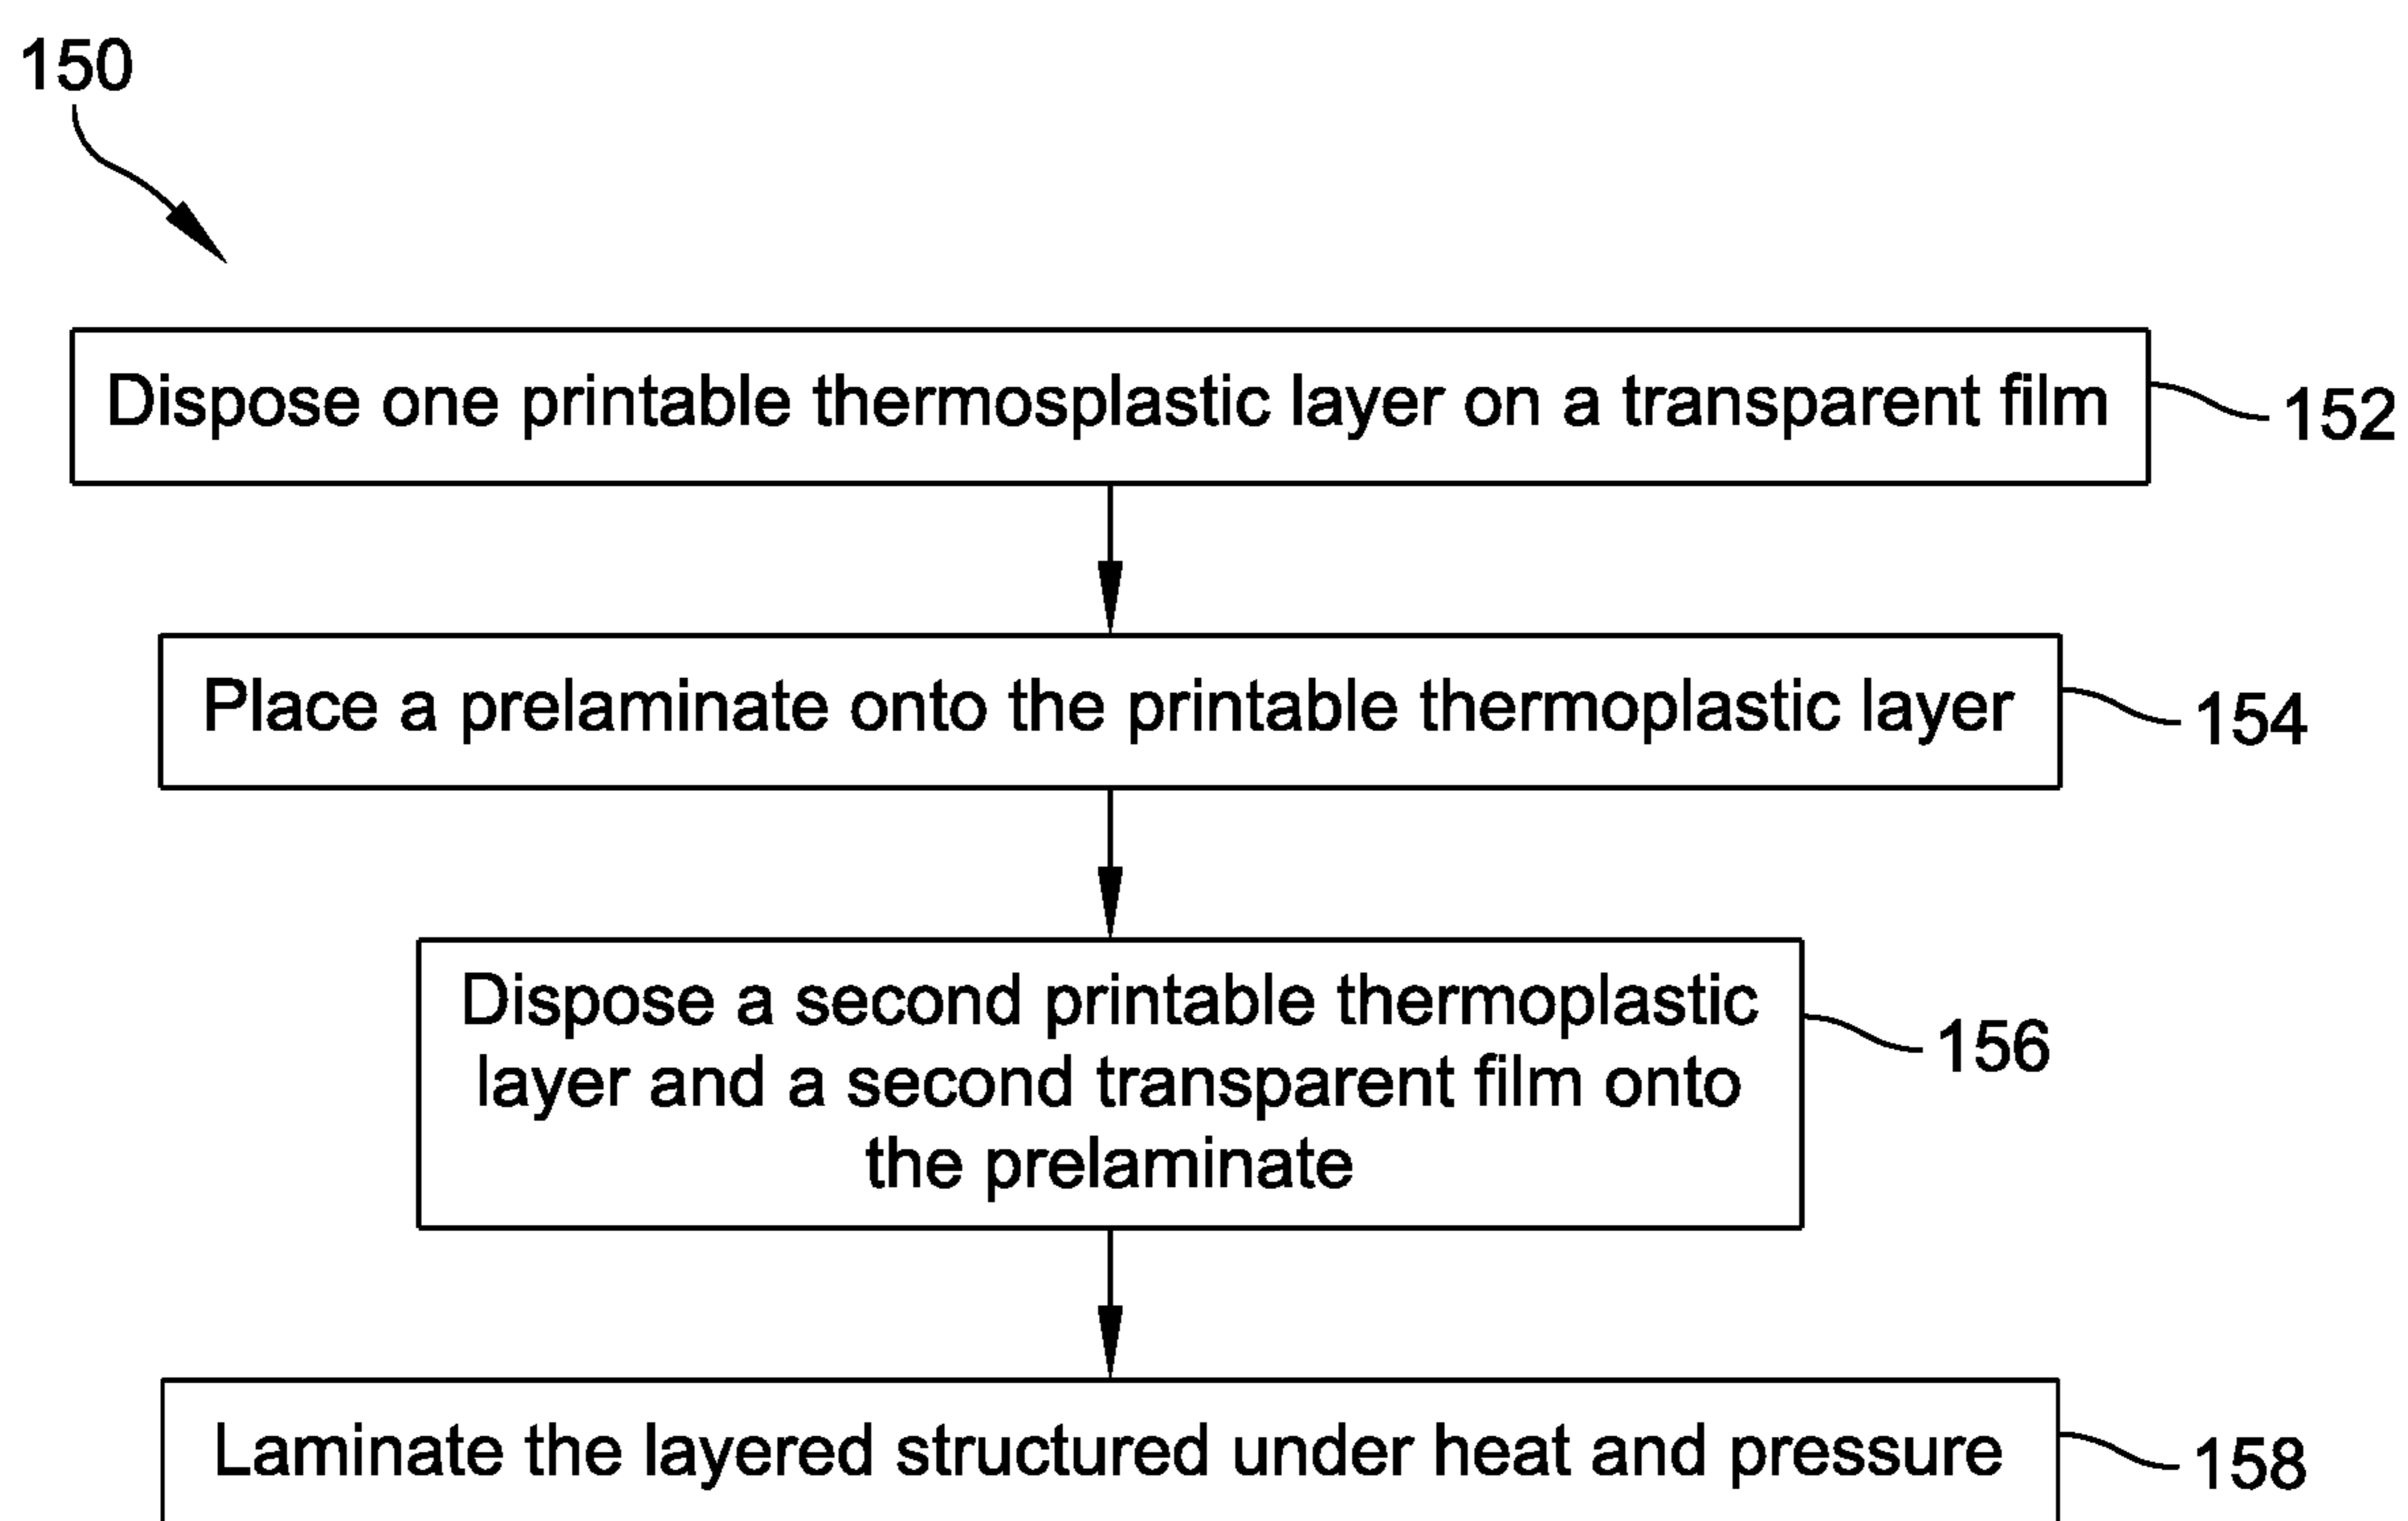 150
Dispose one printable thermosplastic layer on a transparent film
152
Place a prelaminate onto the printable thermoplastic layer
154
Dispose a second printable thermoplastic
layer and a second transparent film onto
the prelaminate
156
Laminate the layered structured under heat and pressure
158